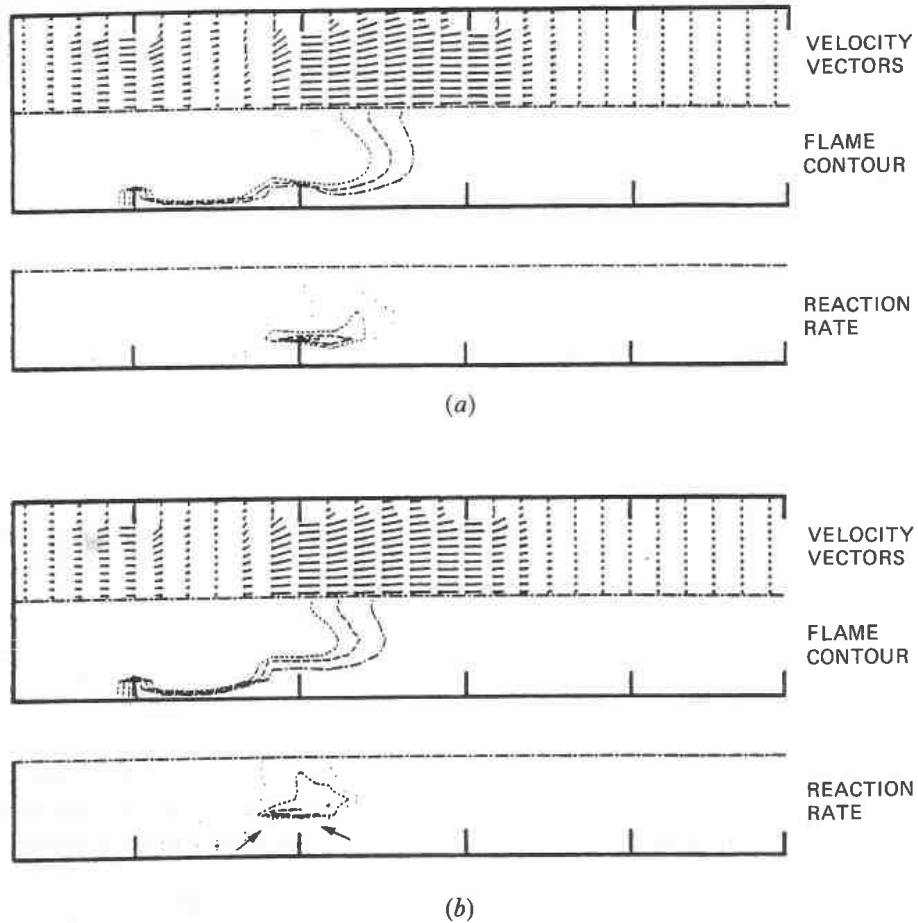 VELOCITY
VECTORS
FLAME
CONTOUR
REACTION
RATE
(a)
VELOCITY
VECTORS
FLAME
CONTOUR
REACTION
RATE
(b)